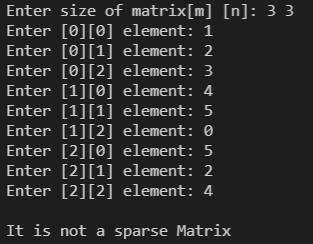 Enter size of matrix[m] [n]: 3 3
Enter [0][0] element: 1
Enter [0][1] element: 2
Enter [0][2] element: 3
Enter [1][0] element: 4
Enter [1][1] element: 5
Enter [1][2] element: 0
Enter [2][0] element: 5
Enter [2][1] element: 2
Enter [2][2] element: 4
It is not a sparse Matrix